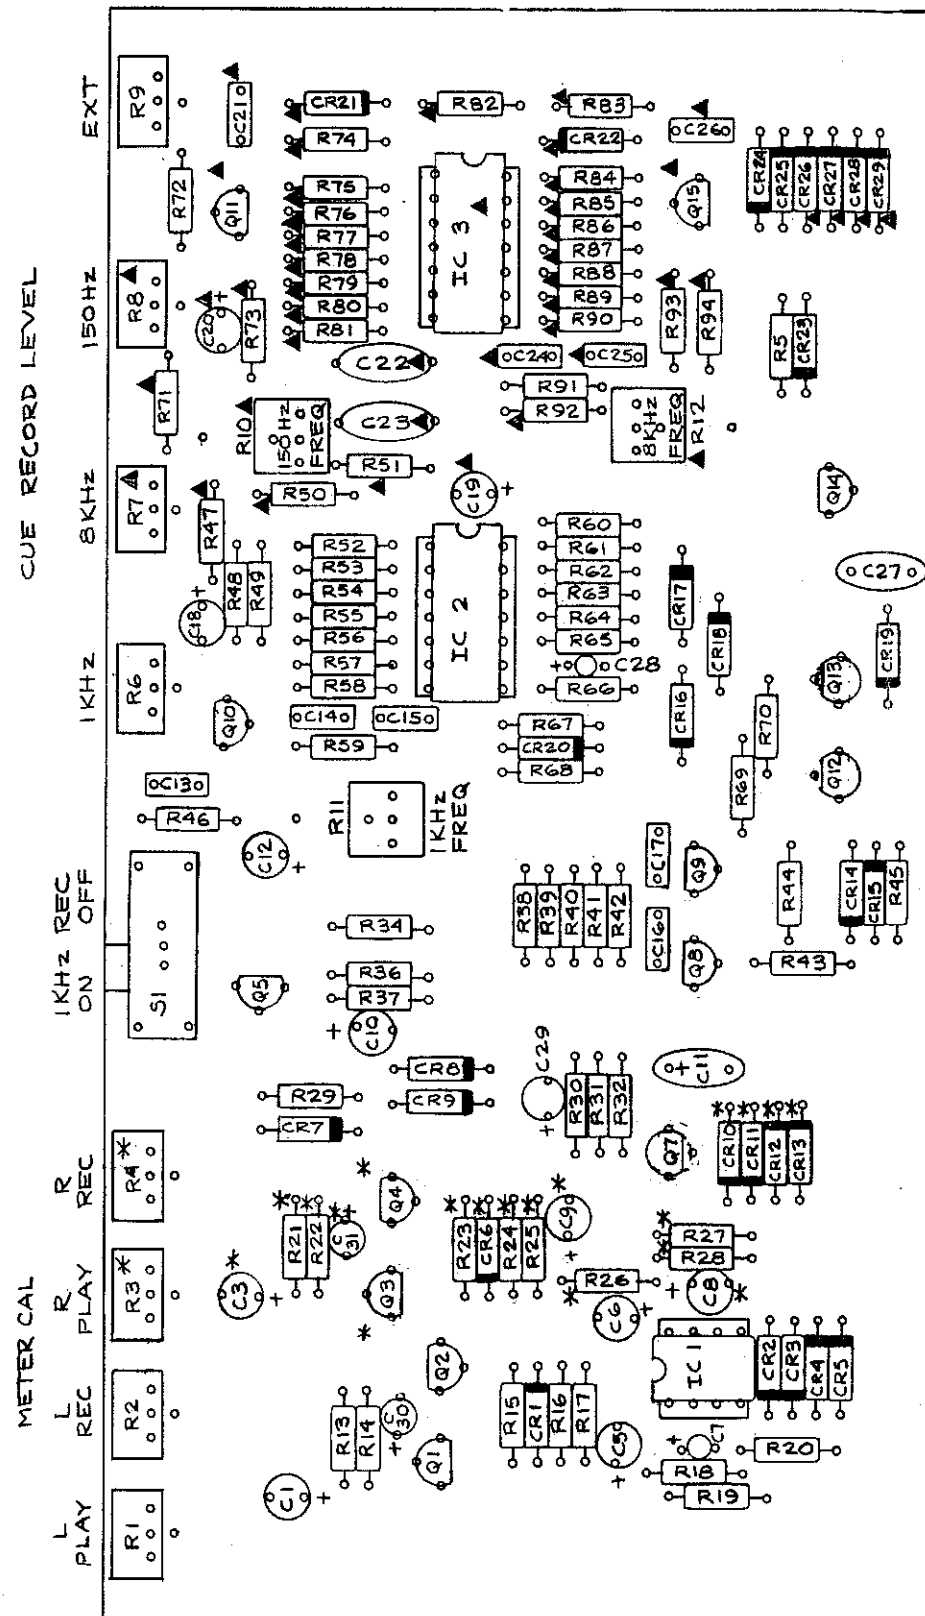 CUE RECORD LEVEL
EXT
150Hz
8KHz
1KHz
1KHz REC
ON OFF
METER CAL
R
REC
R
PLAY
L
REC
L
PLAY
R9
C21
CR21
R82
R83
R74
CR22
C26
R72
Q11
R75
R76
R77
R78
R79
R80
R81
IC 3
R84
R85
R86
R87
R88
R89
R90
Q15
CR24
CR25
CR26
CR27
CR28
CR29
R8
C20
+
R73
C22
C24
C25
R93
R94
R5
CR23
R71
R10
150Hz
FREQ
C23
R91
R92
8KHz
FREQ
R12
R51
R50
C19
+
Q14
R7
R47
R48
R49
C18
+
R52
R53
R54
R55
R56
R57
R58
IC 2
R60
R61
R62
R63
R64
R65
+
C28
R66
CR17
CR18
C27
CR19
R6
Q10
C14
C15
R59
R67
CR20
R68
CR16
R70
R69
Q13
Q12
C13
R46
C12
+
R11
1KHz
FREQ
C17
Q9
R44
CR14
CR15
R45
S1
R34
R38
R39
R40
R41
R42
C16
Q8
R43
Q5
R36
R37
C10
+
CR8
CR9
C29
+
R30
R31
R32
C11
+
R29
CR7
Q7
*
CR10
*
CR11
*
CR12
*
CR13
R4 *
R21
*
R22
*
C31
*
+
Q4
*
R23
*
CR6
*
R24
*
R25
*
C9
*
+
R27
*
R28
*
R3 *
C3
*
+
Q3
*
R26
*
C6
+
C8
+
*
R2
Q2
R13
R14
C30
+
Q1
R15
CR1
R16
R17
C5
+
IC 1
CR2
CR3
CR4
CR5
C7
+
R20
R18
R19
R1
C1
+